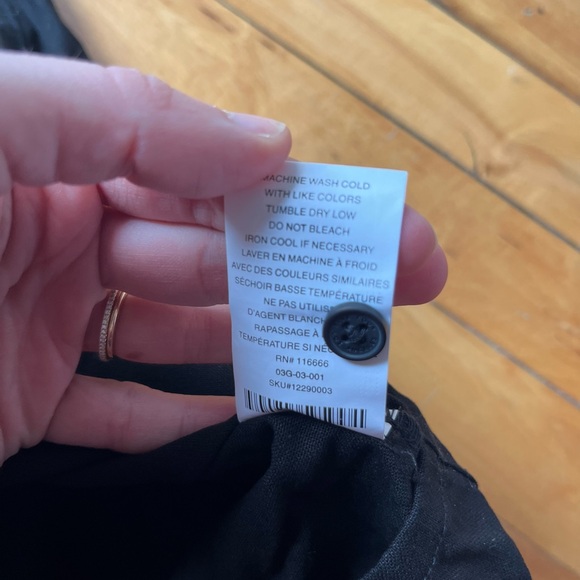 MACHINE WASH COLD
WITH LIKE COLORS
TUMBLE DRY LOW
DO NOT BLEACH
IRON COOL IF NECESSARY
LAVER EN MACHINE À FROID
AVEC DES COULEURS SIMILAIRES
SÉCHOIR BASSE TEMPÉRATURE
NE PAS
D'AGENT
RAPASSAGE À
TEMPÉRATURE SI
RN# 116666
03G-03-001
SKU#12290003